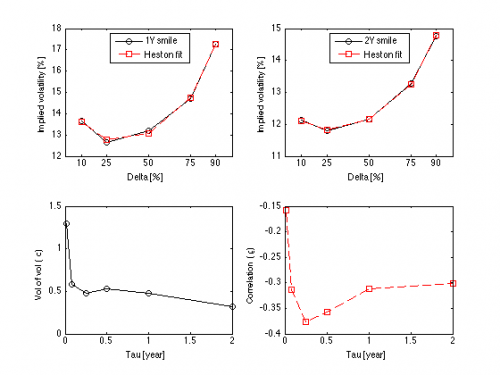 18
17
16
15
14
13
12
Implied volatility [%]
1Y smile
Heston fit
10 25 50 75 90
Delta [%]
15
14
13
12
11
Implied volatility [%]
2Y smile
Heston fit
10 25 50 75 90
Delta [%]
1.5
1
0.5
0
Vol of vol (
0 0.5 1 1.5 2
Tau [year]
-0.15
-0.2
-0.25
-0.3
-0.35
-0.4
Correlation (
0 0.5 1 1.5 2
Tau [year]